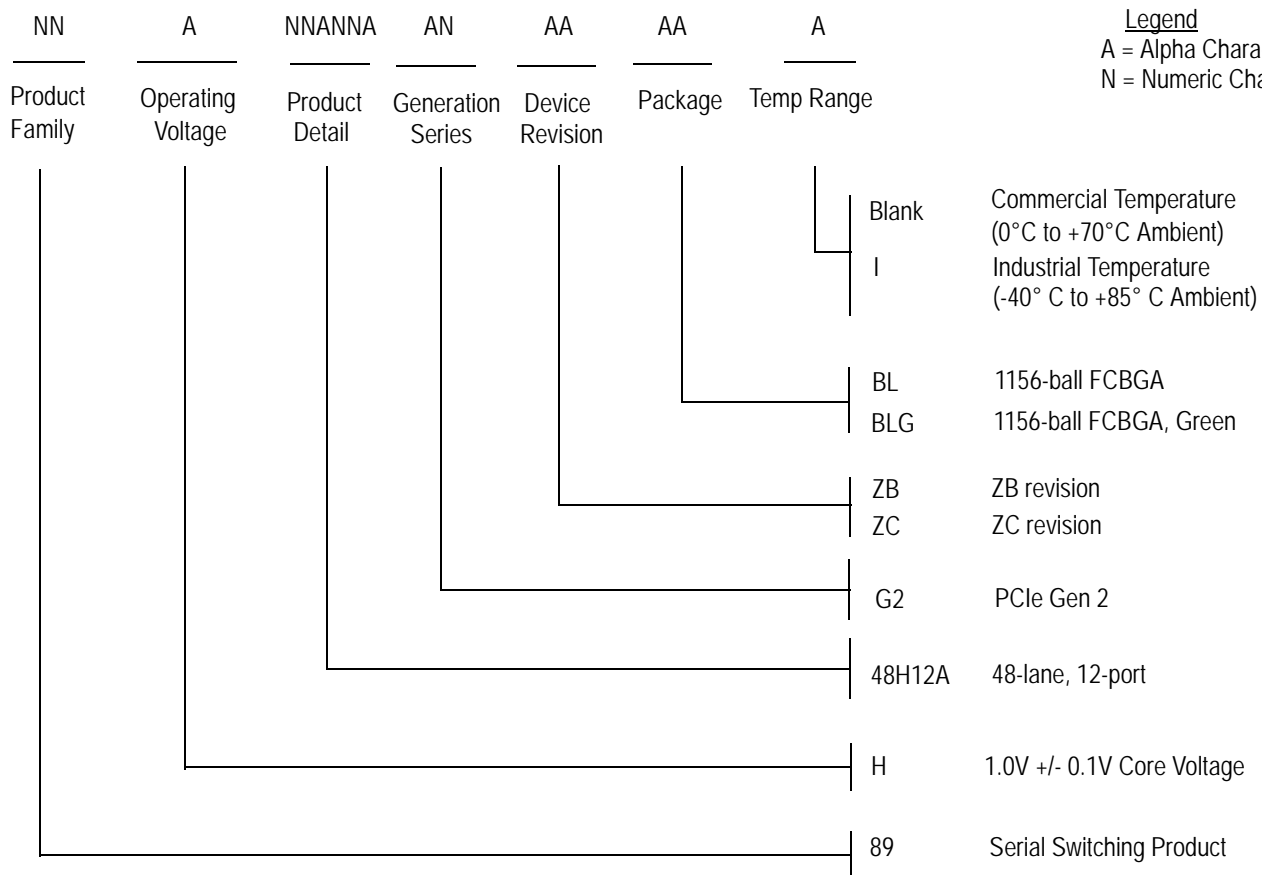 NN A NNANNA AN AA AA A
Legend
A = Alpha
N = Numeric
Product Family
Operating Voltage
Product Detail
Generation Series
Device Revision
Package
Temp Range
Blank Commercial Temperature
(0°C to +70°C Ambient)
I Industrial Temperature
(-40° C to +85° C Ambient)
BL 1156-ball FCBGA
BLG 1156-ball FCBGA, Green
ZB ZB revision
ZC ZC revision
G2 PCIe Gen 2
48H12A 48-lane, 12-port
H 1.0V +/- 0.1V Core Voltage
89 Serial Switching Product